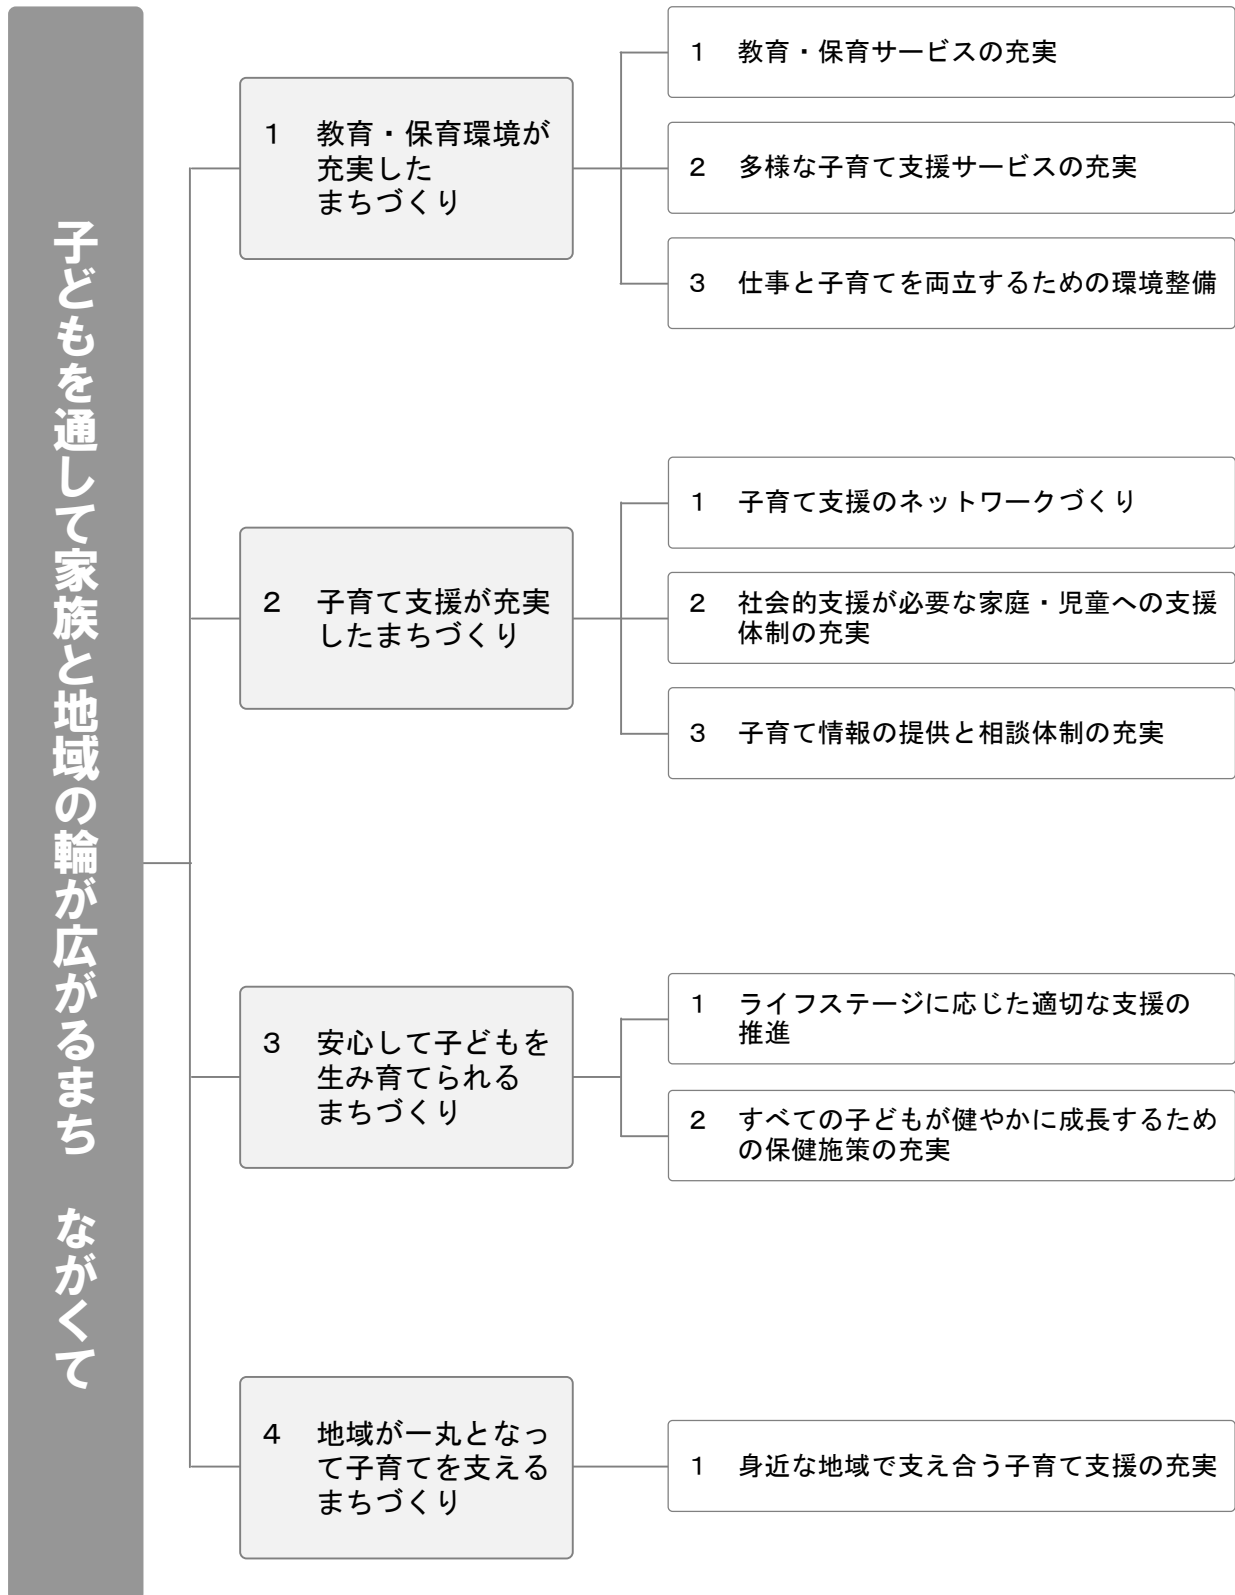 子どもを通して家族と地域の輪が広がるまち　ながくて
1　教育・保育環境が
充実した
まちづくり
1　教育・保育サービスの充実
2　多様な子育て支援サービスの充実
3　仕事と子育てを両立するための環境整備
2　子育て支援が充実
したまちづくり
1　子育て支援のネットワークづくり
2　社会的支援が必要な家庭・児童への支援
体制の充実
3　子育て情報の提供と相談体制の充実
3　安心して子どもを
生み育てられる
まちづくり
1　ライフステージに応じた適切な支援の
推進
2　すべての子どもが健やかに成長するため
の保健施策の充実
4　地域が一丸となっ
て子育てを支える
まちづくり
1　身近な地域で支え合う子育て支援の充実